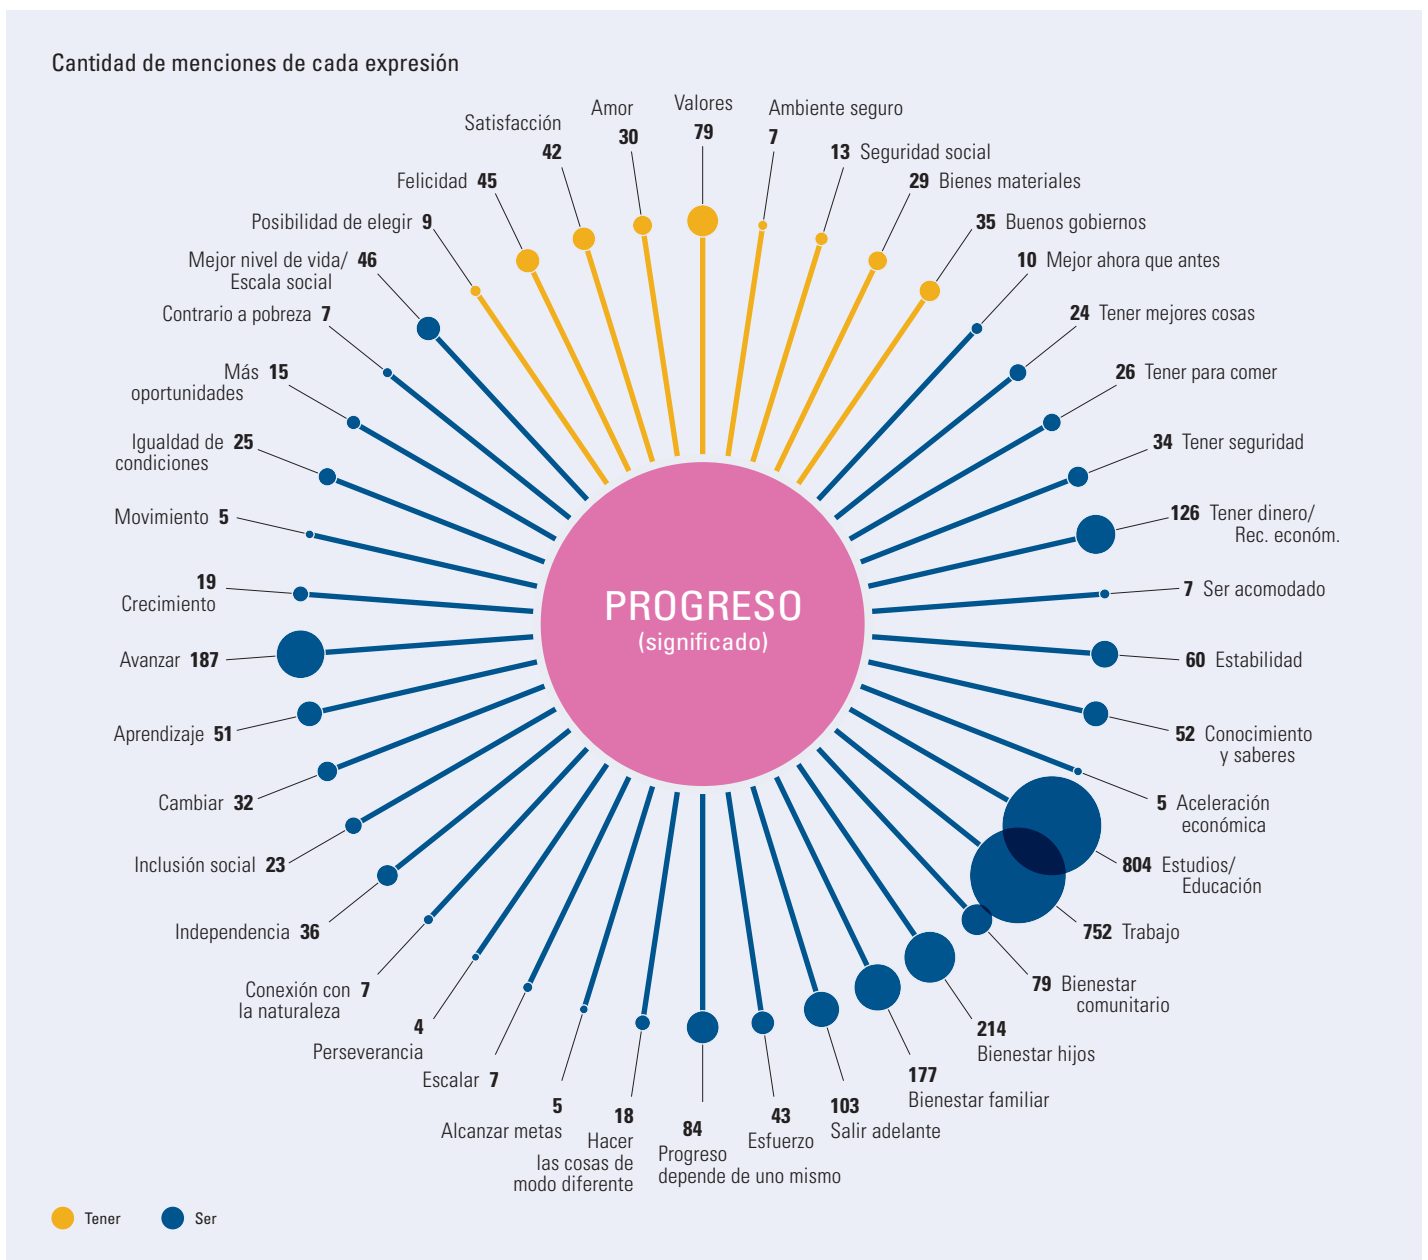 Cantidad de menciones de cada expresión
Valores
79
Ambiente seguro
7
13 Seguridad social
29 Bienes materiales
35 Buenos gobiernos
10 Mejor ahora que antes
24 Tener mejores cosas
26 Tener para comer
34 Tener seguridad
126 Tener dinero/
Rec. económ.
7 Ser acomodado
60 Estabilidad
52 Conocimiento
y saberes
5 Aceleración
económica
804 Estudios/
Educación
752 Trabajo
79 Bienestar
comunitario
214
Bienestar hijos
177
Bienestar familiar
103
Salir adelante
43
Esfuerzo
84
Progreso
depende de uno mismo
18
Hacer
las cosas de
modo diferente
5
Alcanzar metas
Escalar 7
4
Perseverancia
Conexión con 7
la naturaleza
Independencia 36
Inclusión social 23
Cambiar 32
Aprendizaje 51
Avanzar 187
19
Crecimiento
Movimiento 5
Igualdad de 25
condiciones
Más 15
oportunidades
Contrario a pobreza 7
Mejor nivel de vida/ 46
Escala social
Posibilidad de elegir 9
Felicidad 45
Satisfacción
42
Amor
30
PROGRESO
(significado)
Tener
Ser